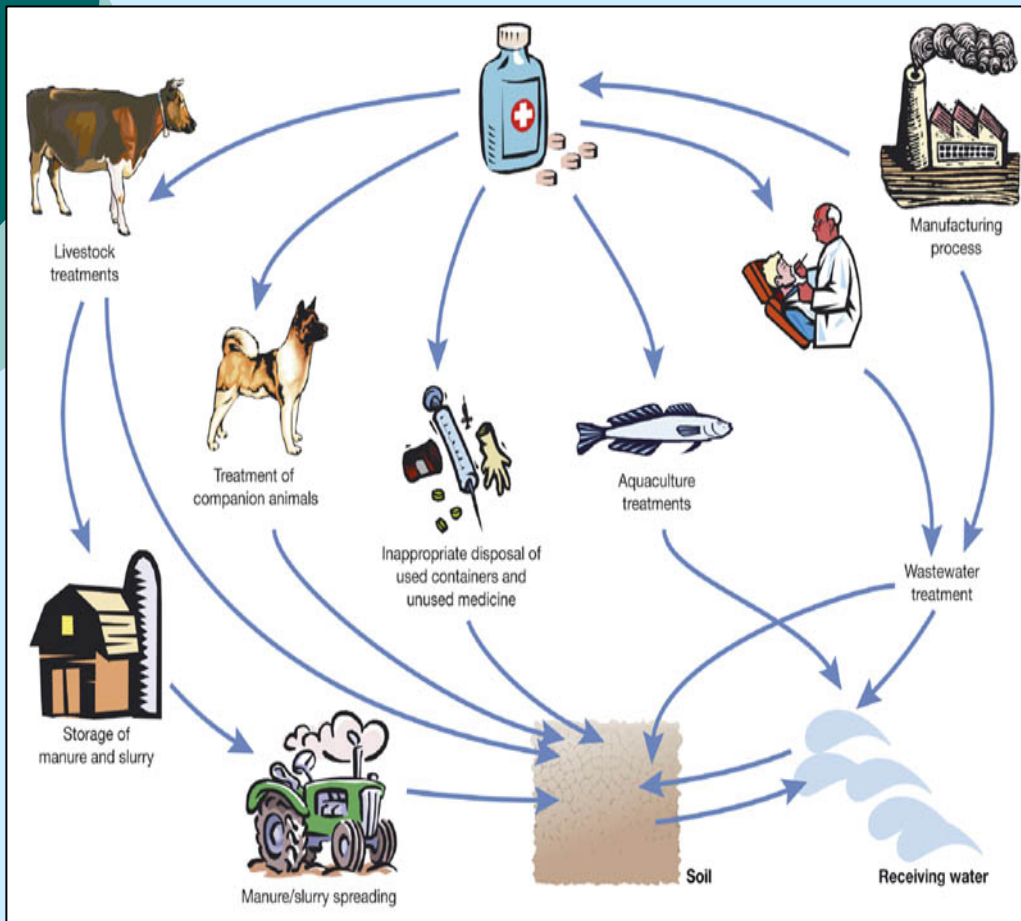 Livestock
treatments
Manufacturing
process
Treatment of
companion animals
Aquaculture
treatments
Inappropriate disposal of
used containers and
unused medicine
Wastewater
treatment
Storage of
manure and slurry
Manure/slurry spreading
Soil
Receiving water